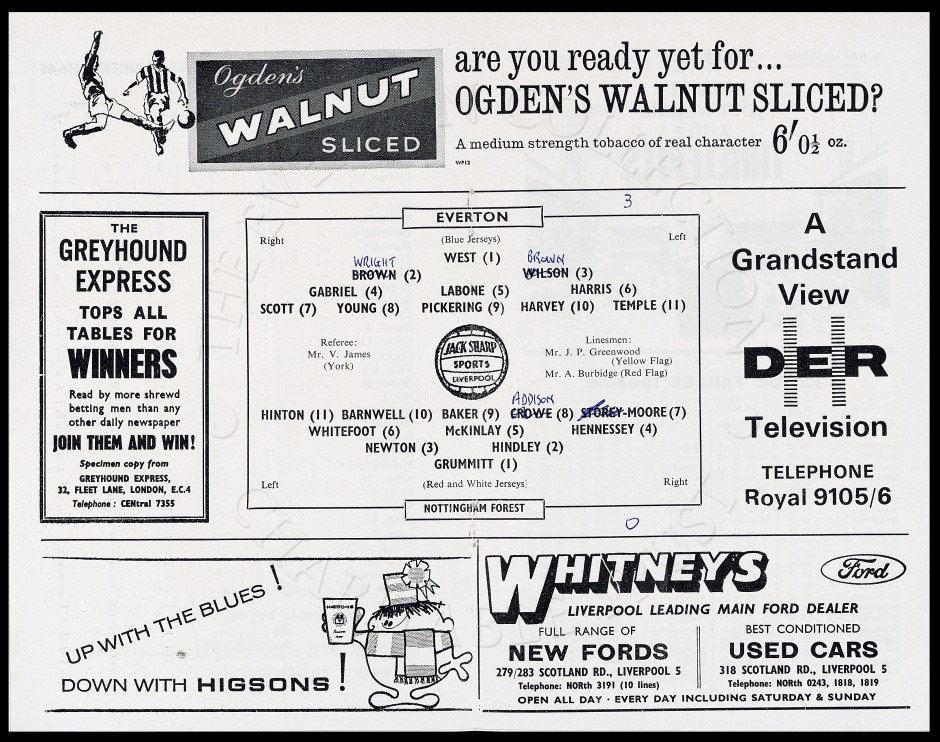 Ogden's
WALNUT
SLICED
are you ready yet for...
OGDEN'S WALNUT SLICED?
A medium strength tobacco of real character 6'0½ oz.
WP12
THE
GREYHOUND
EXPRESS
TOPS ALL
TABLES FOR
WINNERS
Read by more shrewd
betting men than any
other daily newspaper
JOIN THEM AND WIN!
Specimen copy from
GREYHOUND EXPRESS,
32, FLEET LANE, LONDON, E.C.4
Telephone : CENtral 7355
3
EVERTON
Right
(Blue Jerseys)
Left
WEST (1)
WRIGHT
BROWN
BROWN (2)
WILSON (3)
GABRIEL (4) LABONE (5) HARRIS (6)
SCOTT (7) YOUNG (8) PICKERING (9) HARVEY (10) TEMPLE (11)
Referee:
Mr. V. James
(York)
JACK SHARP
SPORTS
LIVERPOOL
Linesmen:
Mr. J. P. Greenwood
(Yellow Flag)
Mr. A. Burbidge (Red Flag)
ADDISON
HINTON (11) BARNWELL (10) BAKER (9) CROWE (8) STOREY-MOORE (7)
WHITEFOOT (6) McKINLAY (5) HENNESSEY (4)
NEWTON (3) HINDLEY (2)
GRUMMITT (1)
Left
(Red and White Jerseys)
Right
NOTTINGHAM FOREST
0
A
Grandstand
View
DER
Television
TELEPHONE
Royal 9105/6
UP WITH THE BLUES !
HIGSONS
DOWN WITH HIGSONS !
WHITNEYS
Ford
LIVERPOOL LEADING MAIN FORD DEALER
FULL RANGE OF
NEW FORDS
279/283 SCOTLAND RD., LIVERPOOL 5
Telephone: NORth 3191 (10 lines)
BEST CONDITIONED
USED CARS
318 SCOTLAND RD., LIVERPOOL 5
Telephone: NORth 0243, 1818, 1819
OPEN ALL DAY · EVERY DAY INCLUDING SATURDAY & SUNDAY